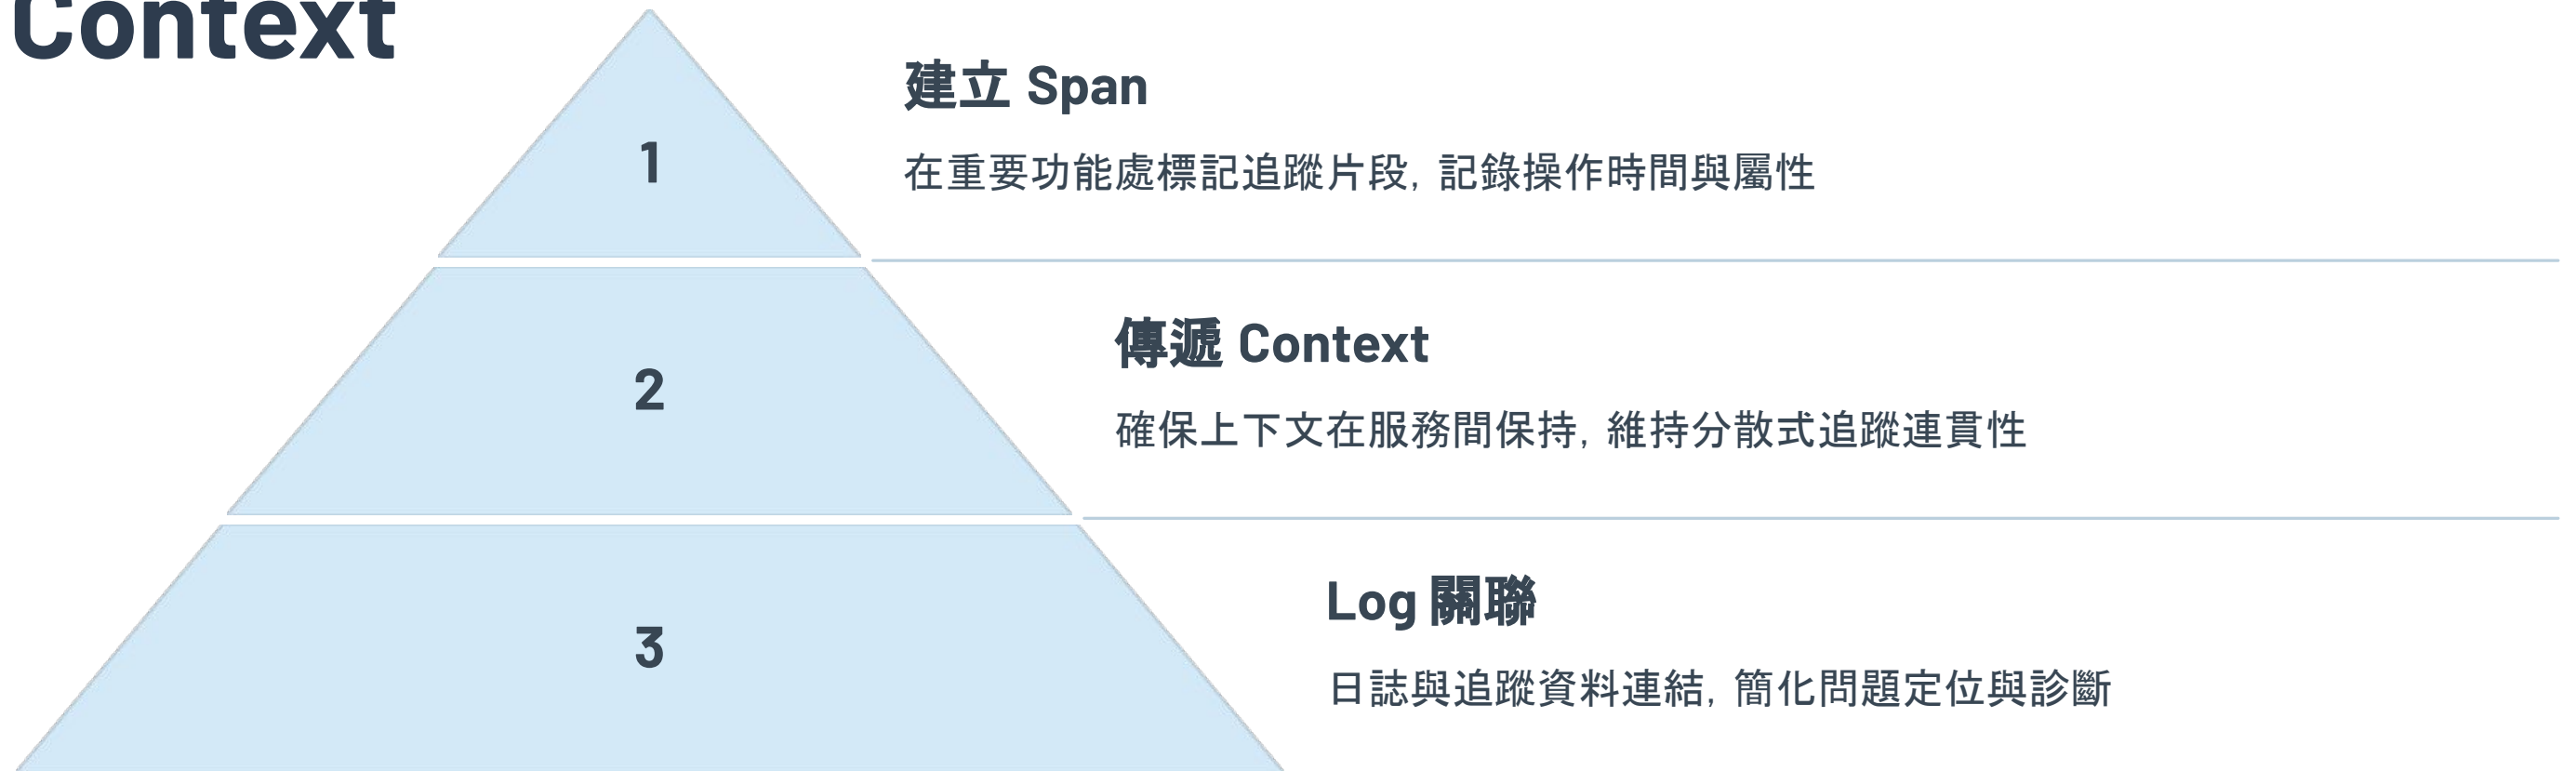 Context
1
建立 Span
在重要功能處標記追蹤片段, 記錄操作時間與屬性
2
傳遞 Context
確保上下文在服務間保持, 維持分散式追蹤連貫性
3
Log 關聯
日誌與追蹤資料連結, 簡化問題定位與診斷